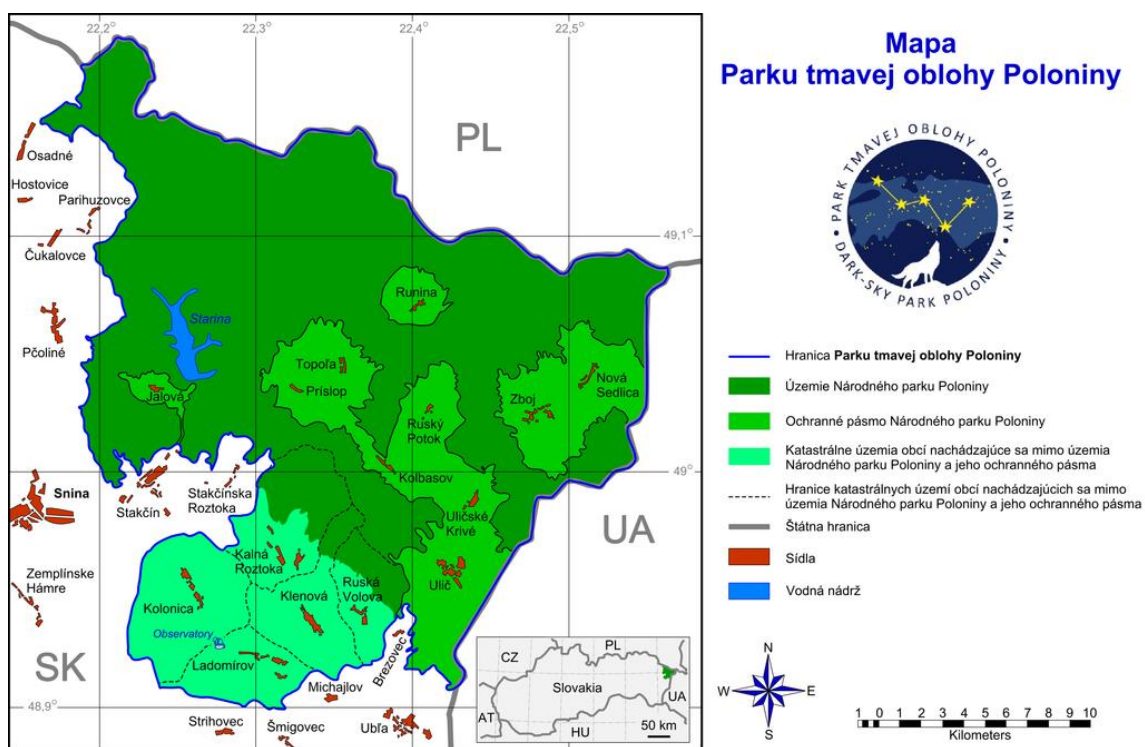 Mapa
Parku tmavej oblohy Poloniny
PARK TMAVEJ OBLOHY POLONINY
DARK-SKY PARK POLONINY
Hranica Parku tmavej oblohy Poloniny
Územie Národného parku Poloniny
Ochranné pásmo Národného parku Poloniny
Katastrálne územia obcí nachádzajúce sa mimo územia
Národného parku Poloniny a jeho ochranného pásma
Hranice katastrálnych území obcí nachádzajúcich sa mimo
územia Národného parku Poloniny a jeho ochranného pásma
Štátna hranica
Sídla
Vodná nádrž
N
W E
S
1 0 1 2 3 4 5 6 7 8 9 10
Kilometers
22,2° 22,3° 22,4° 22,5°
PL
Osadné
Hostovice
Parihuzovce
Čukalovce
49,1°
Runina
Starina
Pčoliné
Topoľa
Príslop
Jalová
Nová
Sedlica
Zboj
Ruský
Potok
Kolbasov
49°
Snina
Stakčín
Stakčínska
Roztoka
Uličské
Krivé
UA
Ulič
Zemplínske
Hámre
Kalná
Roztoka
Kolonica
Klenová
Ruská
Volova
Observatory
Ladomírov
Brezovec
SK
Michajlov
48,9°
Strihovec
Šmigovec
Ubľa
CZ
PL
Slovakia
UA
AT
HU
50 km